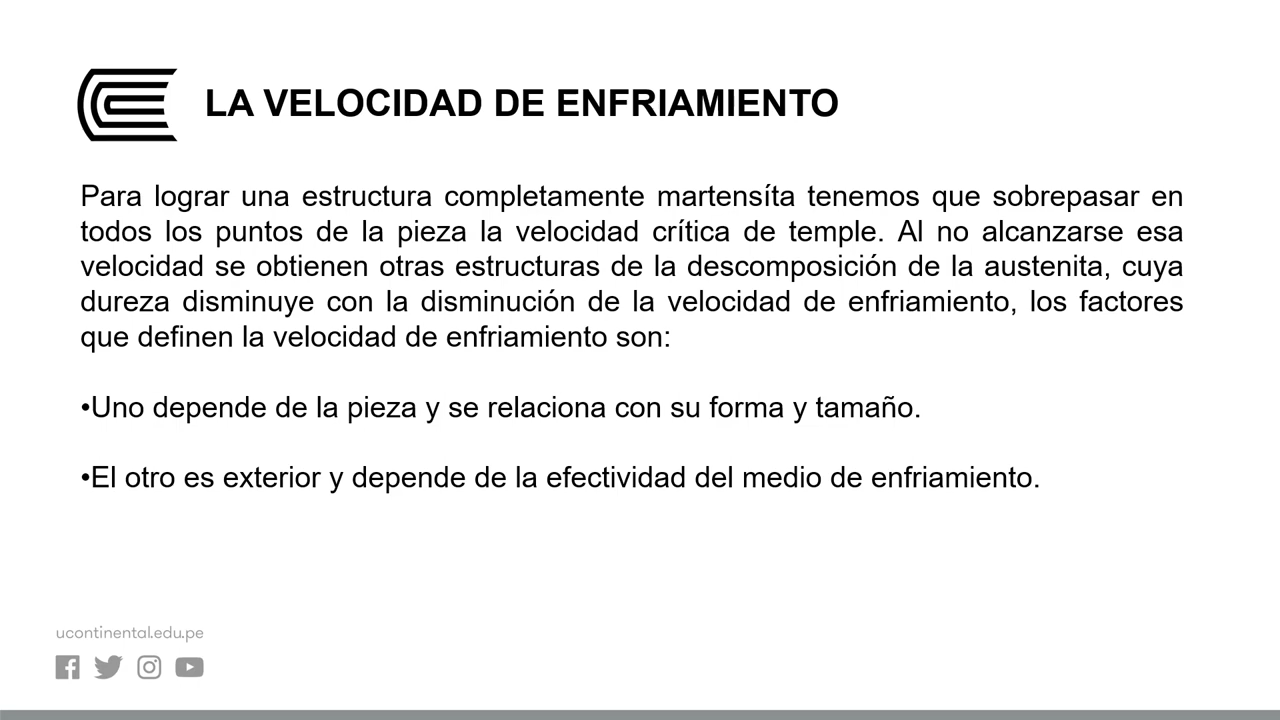 LA VELOCIDAD DE ENFRIAMIENTO
Para lograr una estructura completamente martensíta tenemos que sobrepasar en
todos los puntos de la pieza la velocidad crítica de temple. Al no alcanzarse esa
velocidad se obtienen otras estructuras de la descomposición de la austenita, cuya
dureza disminuye con la disminución de la velocidad de enfriamiento, los factores
que definen la velocidad de enfriamiento son:
•Uno depende de la pieza y se relaciona con su forma y tamaño.
•El otro es exterior y depende de la efectividad del medio de enfriamiento.
ucontinental.edu.pe